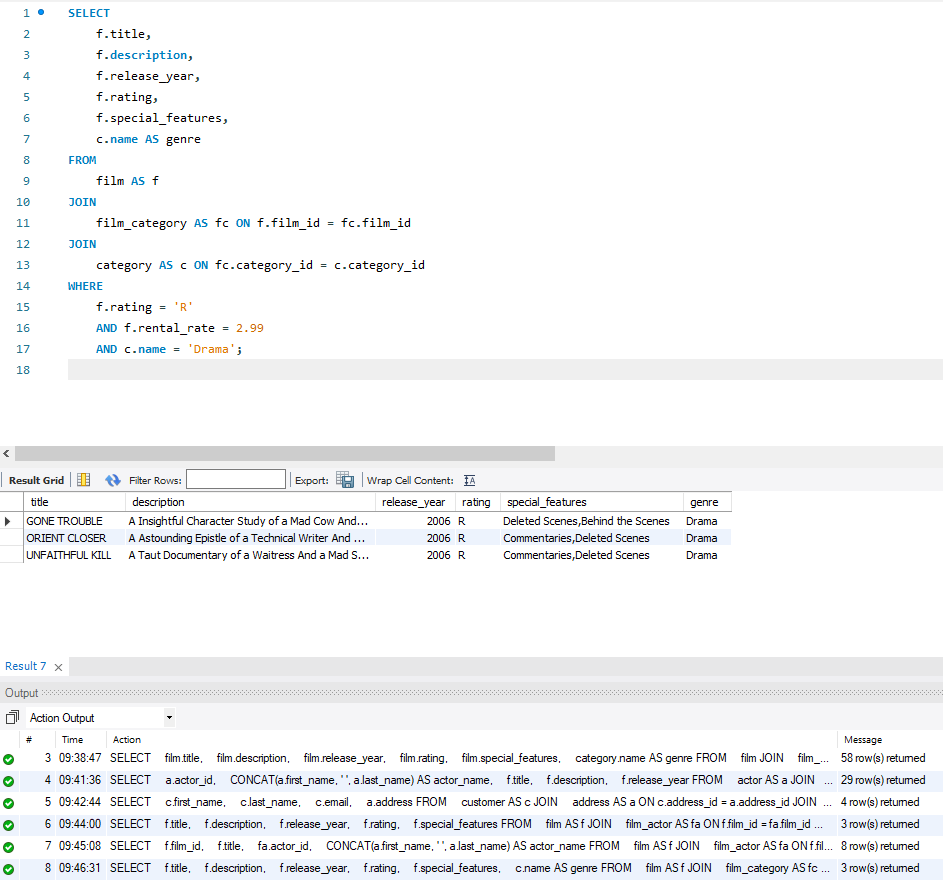 1 SELECT
2 f.title,
3 f.description,
4 f.release_year,
5 f.rating,
6 f.special_features,
7 c.name AS genre
8 FROM
9 film AS f
10 JOIN
11 film_category AS fc ON f.film_id = fc.film_id
12 JOIN
13 category AS c ON fc.category_id = c.category_id
14 WHERE
15 f.rating = 'R'
16 AND f.rental_rate = 2.99
17 AND c.name = 'Drama';
18
Result Grid Filter Rows: Export: Wrap Cell Content: IA
title description release_year rating special_features genre
GONE TROUBLE A Insightful Character Study of a Mad Cow And... 2006 R Deleted Scenes,Behind the Scenes Drama
ORIENT CLOSER A Astounding Epistle of a Technical Writer And ... 2006 R Commentaries,Deleted Scenes Drama
UNFAITHFUL KILL A Taut Documentary of a Waitress And a Mad S... 2006 R Commentaries,Deleted Scenes Drama
Result 7
Output
Action Output
# Time Action Message
3 09:38:47 SELECT film.title, film.description, film.release_year, film.rating, film.special_features, category.name AS genre FROM film JOIN film_... 58 row(s) returned
4 09:41:36 SELECT a.actor_id, CONCAT(a.first_name, ' ', a.last_name) AS actor_name, f.title, f.description, f.release_year FROM actor AS a JOIN ... 29 row(s) returned
5 09:42:44 SELECT c.first_name, c.last_name, c.email, a.address FROM customer AS c JOIN address AS a ON c.address_id = a.address_id JOIN ... 4 row(s) returned
6 09:44:00 SELECT f.title, f.description, f.release_year, f.rating, f.special_features FROM film AS f JOIN film_actor AS fa ON f.film_id = fa.film_id ... 3 row(s) returned
7 09:45:08 SELECT f.film_id, f.title, fa.actor_id, CONCAT(a.first_name, ' ', a.last_name) AS actor_name FROM film AS f JOIN film_actor AS fa ON f.fil... 8 row(s) returned
8 09:46:31 SELECT f.title, f.description, f.release_year, f.rating, f.special_features, c.name AS genre FROM film AS f JOIN film_category AS fc ... 3 row(s) returned